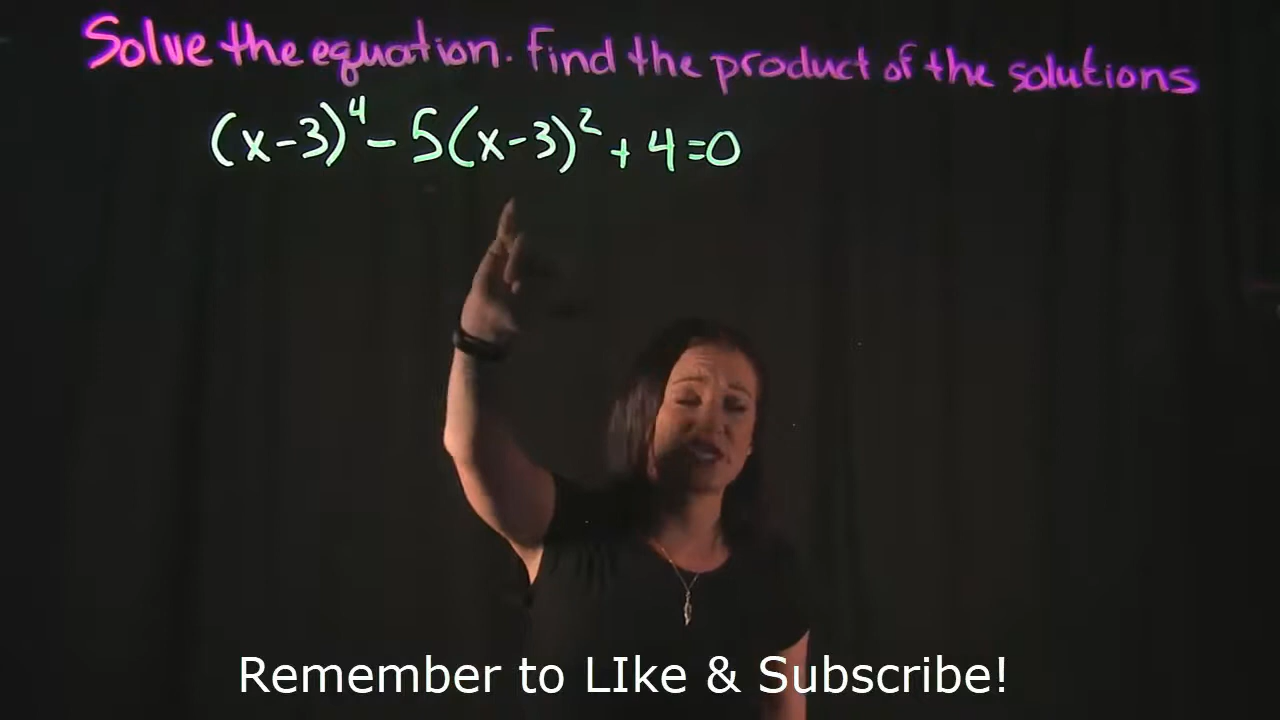 Solve the equation. Find the product of the solutions
(x-3)⁴ - 5(x-3)² + 4=0
Remember to LIke & Subscribe!